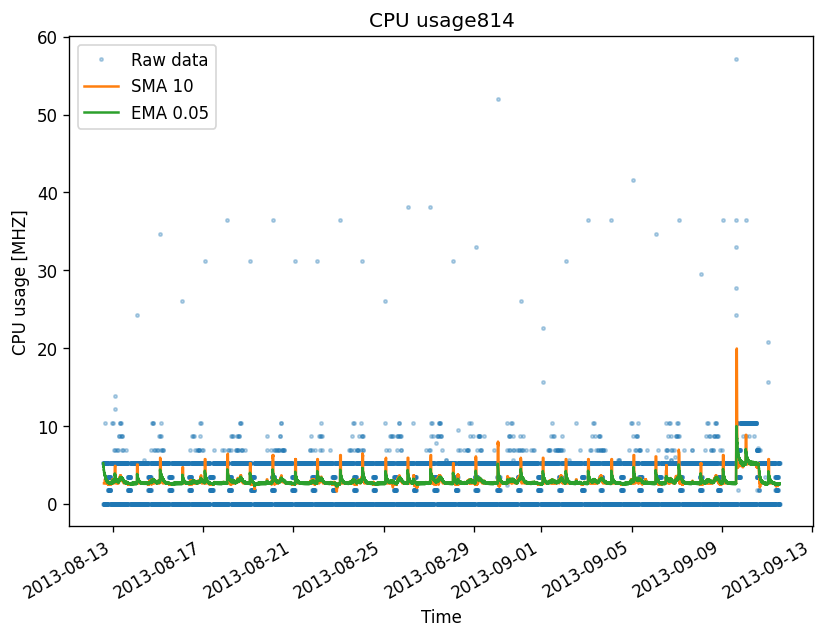 CPU usage814
Raw data
SMA 10
EMA 0.05
CPU usage [MHZ]
60
50
40
30
20
10
0
2013-08-13
2013-08-17
2013-08-21
2013-08-25
2013-08-29
2013-09-01
2013-09-05
2013-09-09
2013-09-13
Time